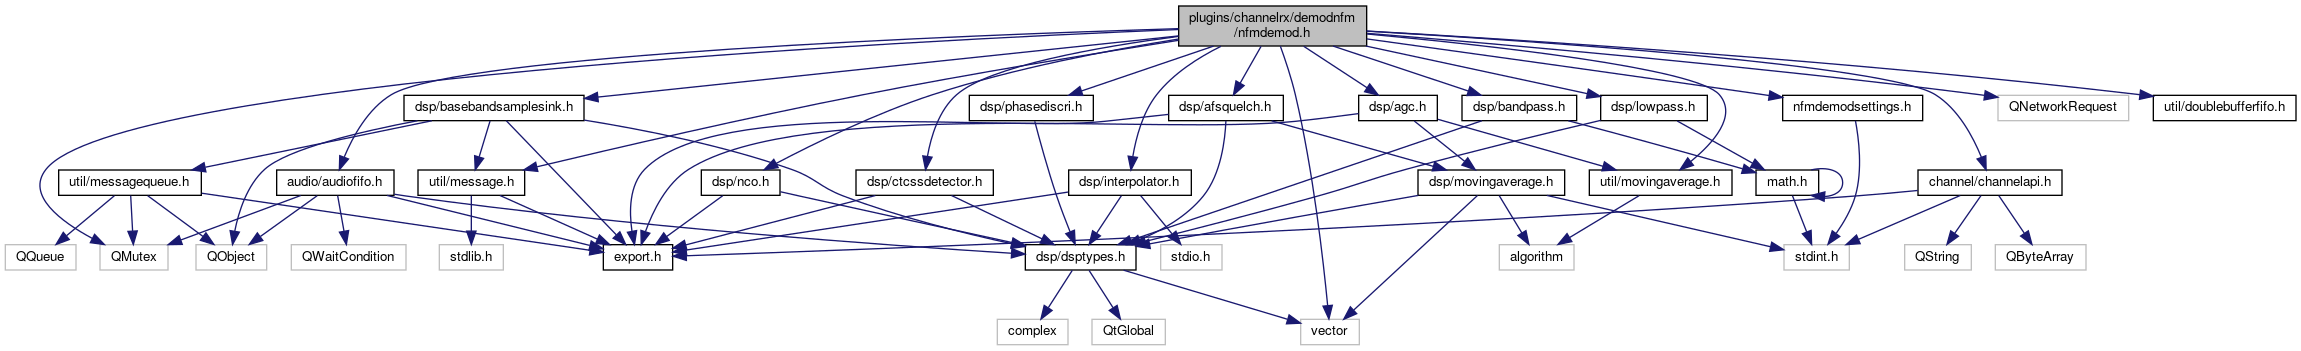 plugins/channelrx/demodnfm
/nfmdemod.h
dsp/basebandsamplesink.h
dsp/phasediscri.h
dsp/afsquelch.h
dsp/agc.h
dsp/bandpass.h
dsp/lowpass.h
nfmdemodsettings.h
QNetworkRequest
util/doublebufferfifo.h
util/messagequeue.h
audio/audiofifo.h
util/message.h
dsp/nco.h
dsp/ctcssdetector.h
dsp/interpolator.h
dsp/movingaverage.h
util/movingaverage.h
math.h
channel/channelapi.h
QQueue
QMutex
QObject
QWaitCondition
stdlib.h
export.h
dsp/dsptypes.h
stdio.h
algorithm
stdint.h
QString
QByteArray
complex
QtGlobal
vector